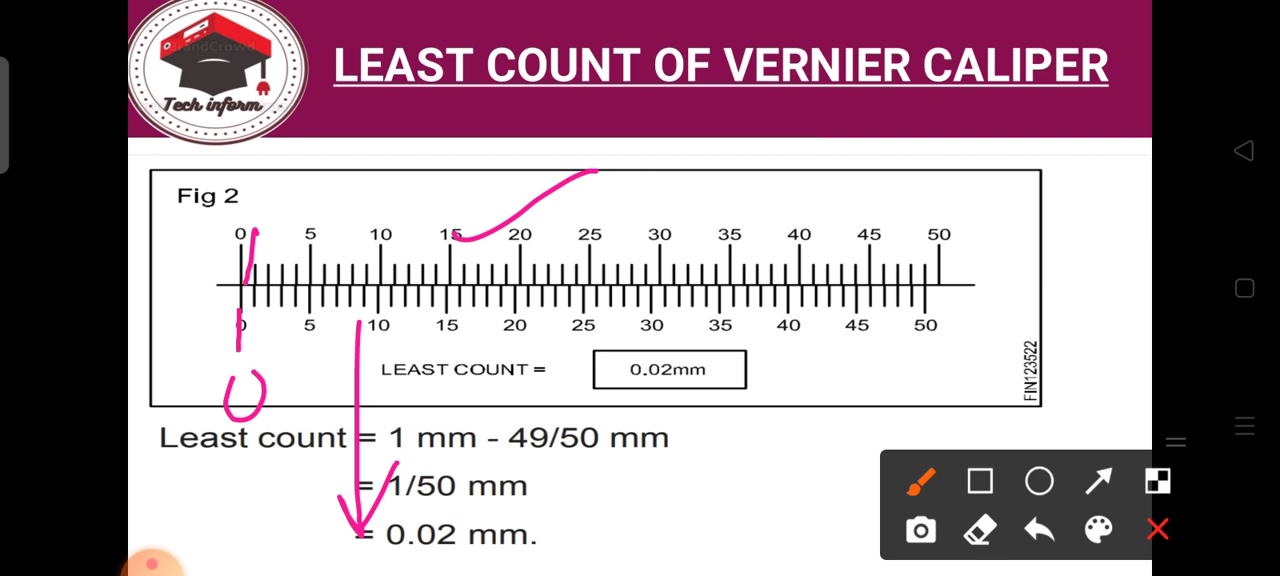 BrandCrowd
Tech inform
LEAST COUNT OF VERNIER CALIPER
Fig 2
0 5 10 15 20 25 30 35 40 45 50
0 5 10 15 20 25 30 35 40 45 50
LEAST COUNT = 0.02mm
FIN123522
Least count = 1 mm - 49/50 mm
= 1/50 mm
= 0.02 mm.